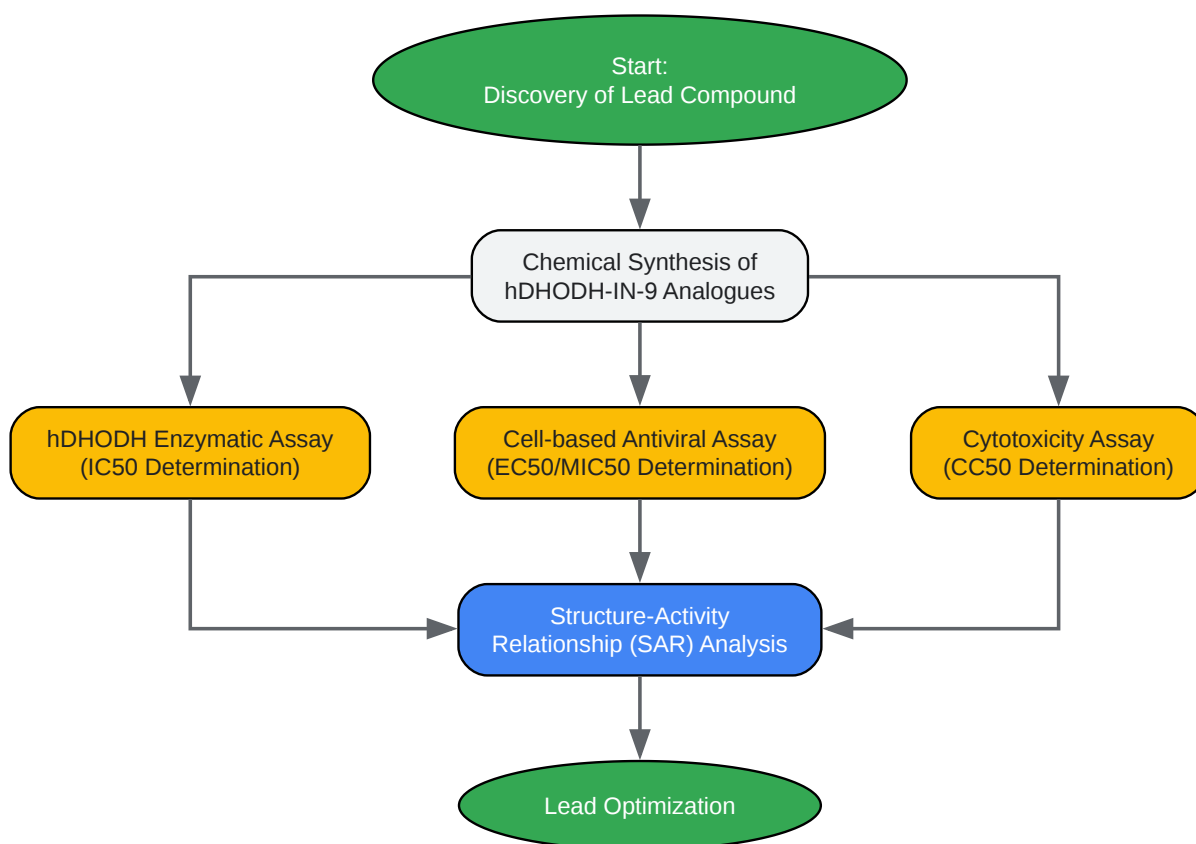 Start:
Discovery of Lead Compound
Chemical Synthesis of
hDHODH-IN-9 Analogues
hDHODH Enzymatic Assay
(IC50 Determination)
Cell-based Antiviral Assay
(EC50/MIC50 Determination)
Cytotoxicity Assay
(CC50 Determination)
Structure-Activity
Relationship (SAR) Analysis
Lead Optimization